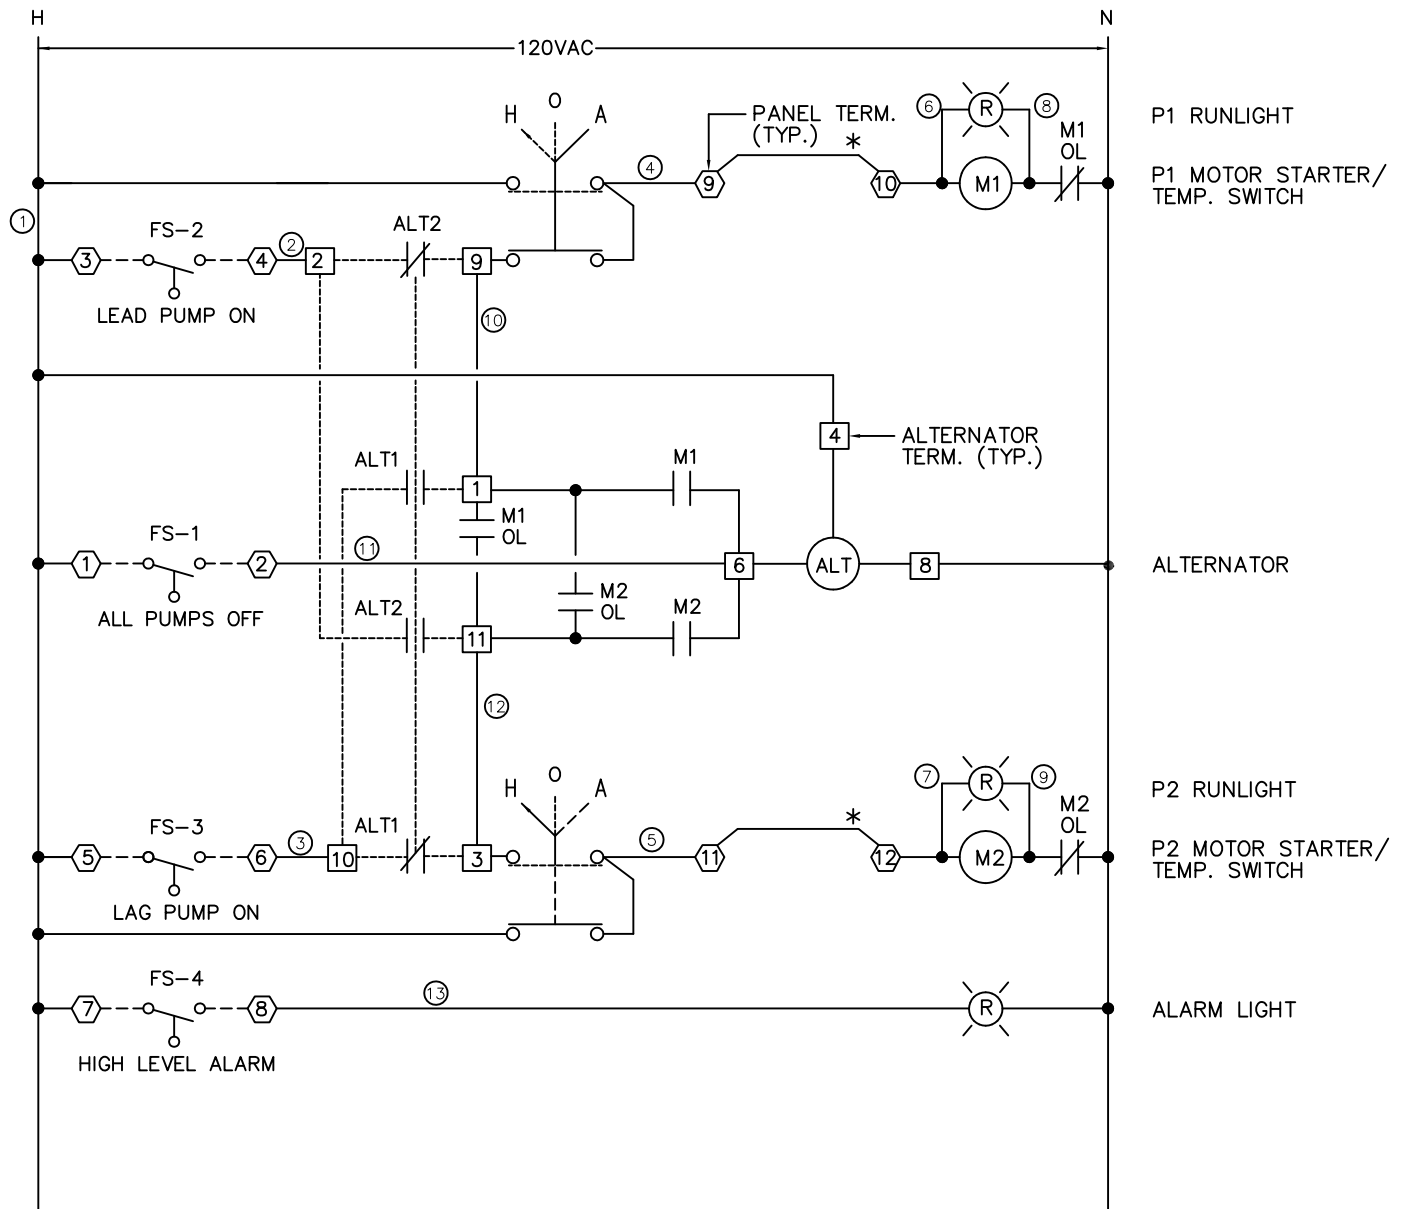 H
N
120VAC
H O A
PANEL TERM.
(TYP.)
*
6
R
8
M1
OL
P1 RUNLIGHT
4
9
10
M1
P1 MOTOR STARTER/
TEMP. SWITCH
1
FS-2
ALT2
3
4
2
2
9
LEAD PUMP ON
10
4
ALTERNATOR
TERM. (TYP.)
ALT1
1
M1
M1
OL
FS-1
1
2
11
6
ALT
8
ALTERNATOR
ALL PUMPS OFF
ALT2
M2
OL
M2
11
12
H O A
*
7
R
9
M2
OL
P2 RUNLIGHT
FS-3
ALT1
5
6
3
10
3
5
11
12
M2
P2 MOTOR STARTER/
TEMP. SWITCH
LAG PUMP ON
FS-4
7
8
13
R
ALARM LIGHT
HIGH LEVEL ALARM